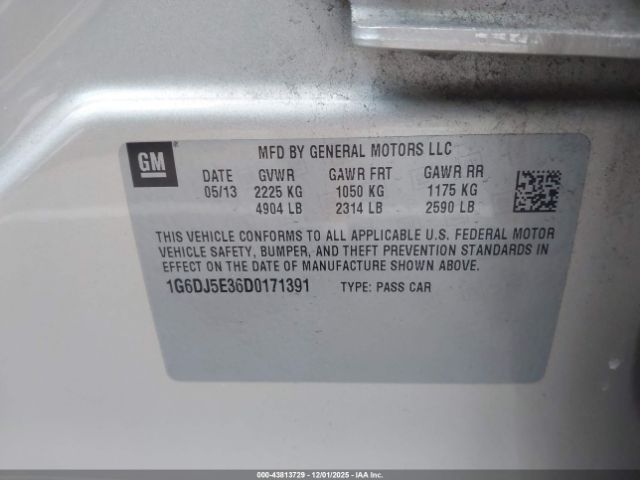 GM
MFD BY GENERAL MOTORS LLC
DATE GVWR GAWR FRT GAWR RR
05/13 2225 KG 1050 KG 1175 KG
4904 LB 2314 LB 2590 LB
THIS VEHICLE CONFORMS TO ALL APPLICABLE U.S. FEDERAL MOTOR
VEHICLE SAFETY, BUMPER, AND THEFT PREVENTION STANDARDS IN
EFFECT ON THE DATE OF MANUFACTURE SHOWN ABOVE.
1G6DJ5E36D0171391 TYPE: PASS CAR
000-43813729 - 12/01/2025 - IAAI.CA